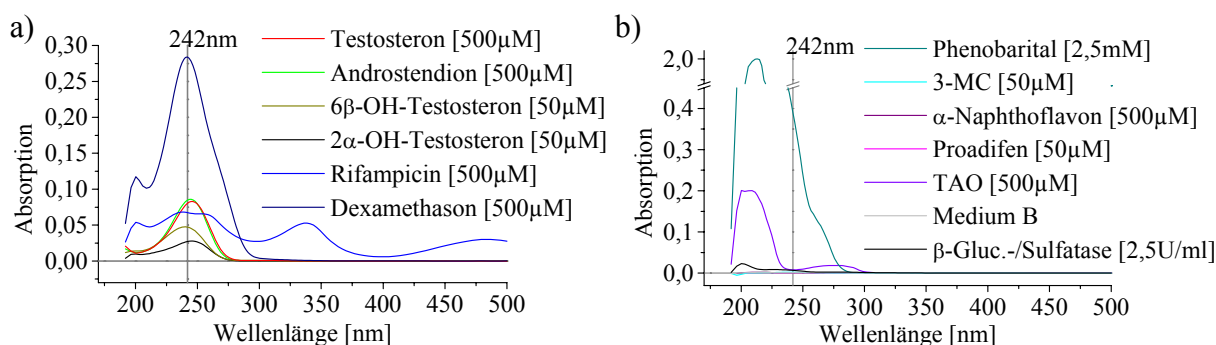 a)
242nm
0,30
0,25
0,20
0,15
0,10
0,05
0,00
Absorption
200 250 300 350 400 450 500
Wellenlänge [nm]
Testosteron [500µM]
Androstendion [500µM]
6β-OH-Testosteron [50µM]
2α-OH-Testosteron [50µM]
Rifampicin [500µM]
Dexamethason [500µM]
b)
242nm
2,0
0,4
0,3
0,2
0,1
0,0
Absorption
200 250 300 350 400 450 500
Wellenlänge [nm]
Phenobarital [2,5mM]
3-MC [50µM]
α-Naphthoflavon [500µM]
Proadifen [50µM]
TAO [500µM]
Medium B
β-Gluc.-/Sulfatase [2,5U/ml]